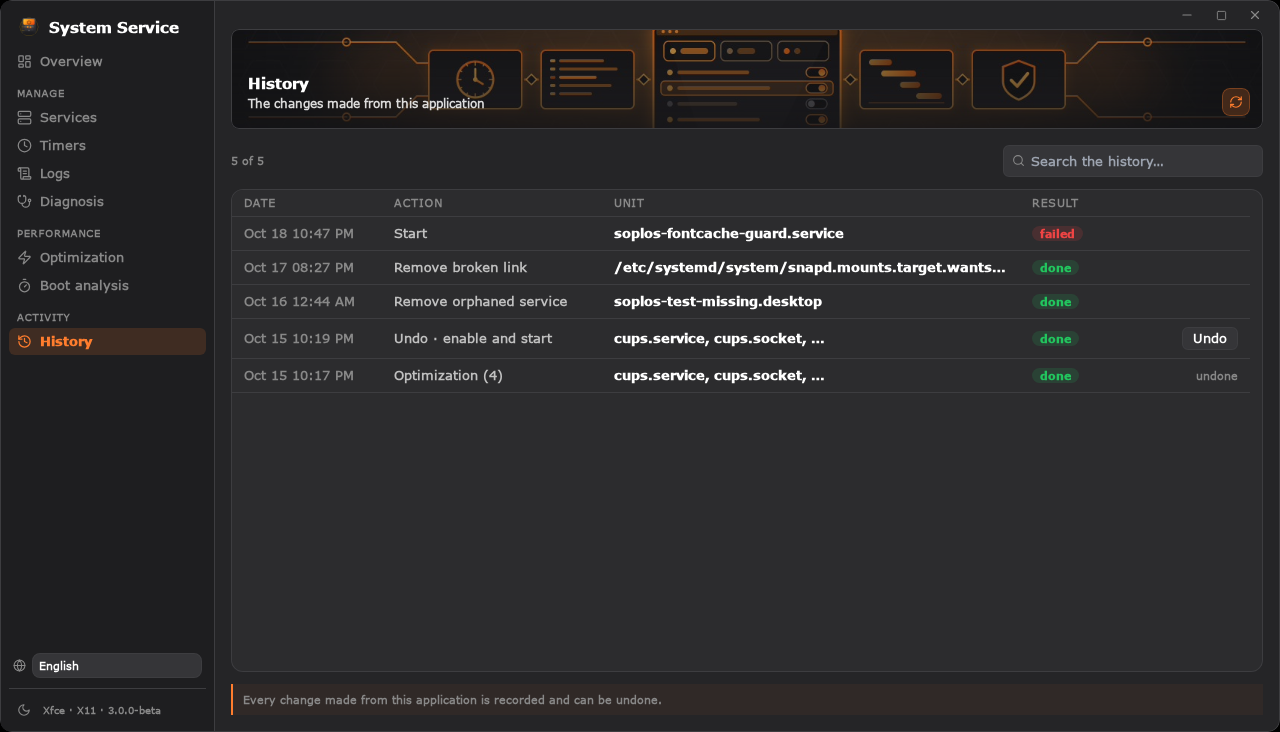 System Service
Overview
MANAGE
Services
Timers
Logs
Diagnosis
PERFORMANCE
Optimization
Boot analysis
ACTIVITY
History
English
Xfce · X11 · 3.0.0-beta
History
The changes made from this application
5 of 5
Search the history...
DATE ACTION UNIT RESULT
Oct 18 10:47 PM Start soplos-fontcache-guard.service failed
Oct 17 08:27 PM Remove broken link /etc/systemd/system/snapd.mounts.target.wants... done
Oct 16 12:44 AM Remove orphaned service soplos-test-missing.desktop done
Oct 15 10:19 PM Undo · enable and start cups.service, cups.socket, ... done Undo
Oct 15 10:17 PM Optimization (4) cups.service, cups.socket, ... done undone
Every change made from this application is recorded and can be undone.